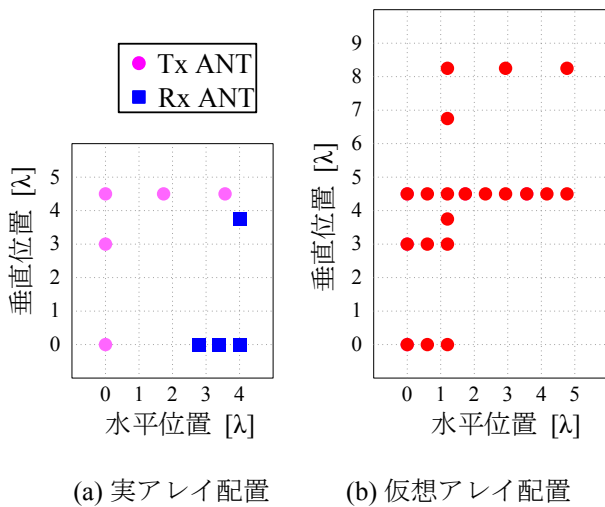 Tx ANT
Rx ANT
垂直位置 [λ]
5
4
3
2
1
0
0 1 2 3 4
水平位置 [λ]
(a) 実アレイ配置
垂直位置 [λ]
9
8
7
6
5
4
3
2
1
0
0 1 2 3 4 5
水平位置 [λ]
(b) 仮想アレイ配置